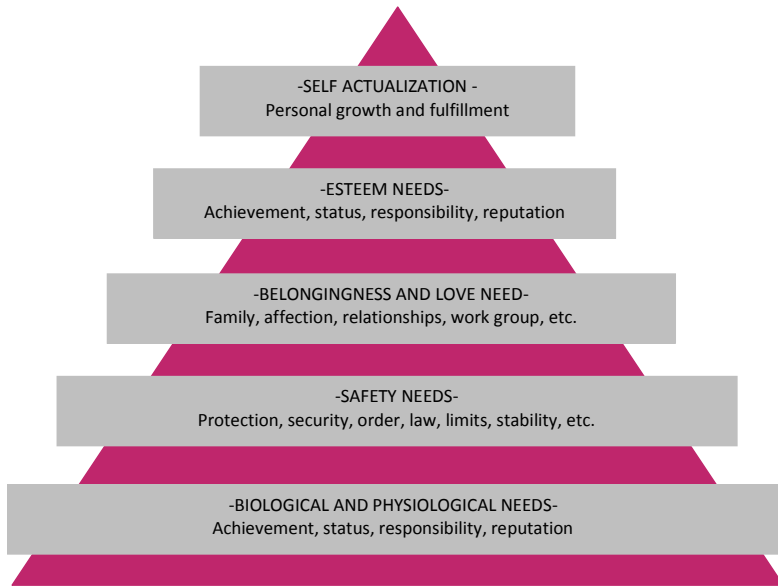 -SELF ACTUALIZATION -
Personal growth and fulfillment
-ESTEEM NEEDS-
Achievement, status, responsibility, reputation
-BELONGINGNESS AND LOVE NEED-
Family, affection, relationships, work group, etc.
-SAFETY NEEDS-
Protection, security, order, law, limits, stability, etc.
-BIOLOGICAL AND PHYSIOLOGICAL NEEDS-
Achievement, status, responsibility, reputation